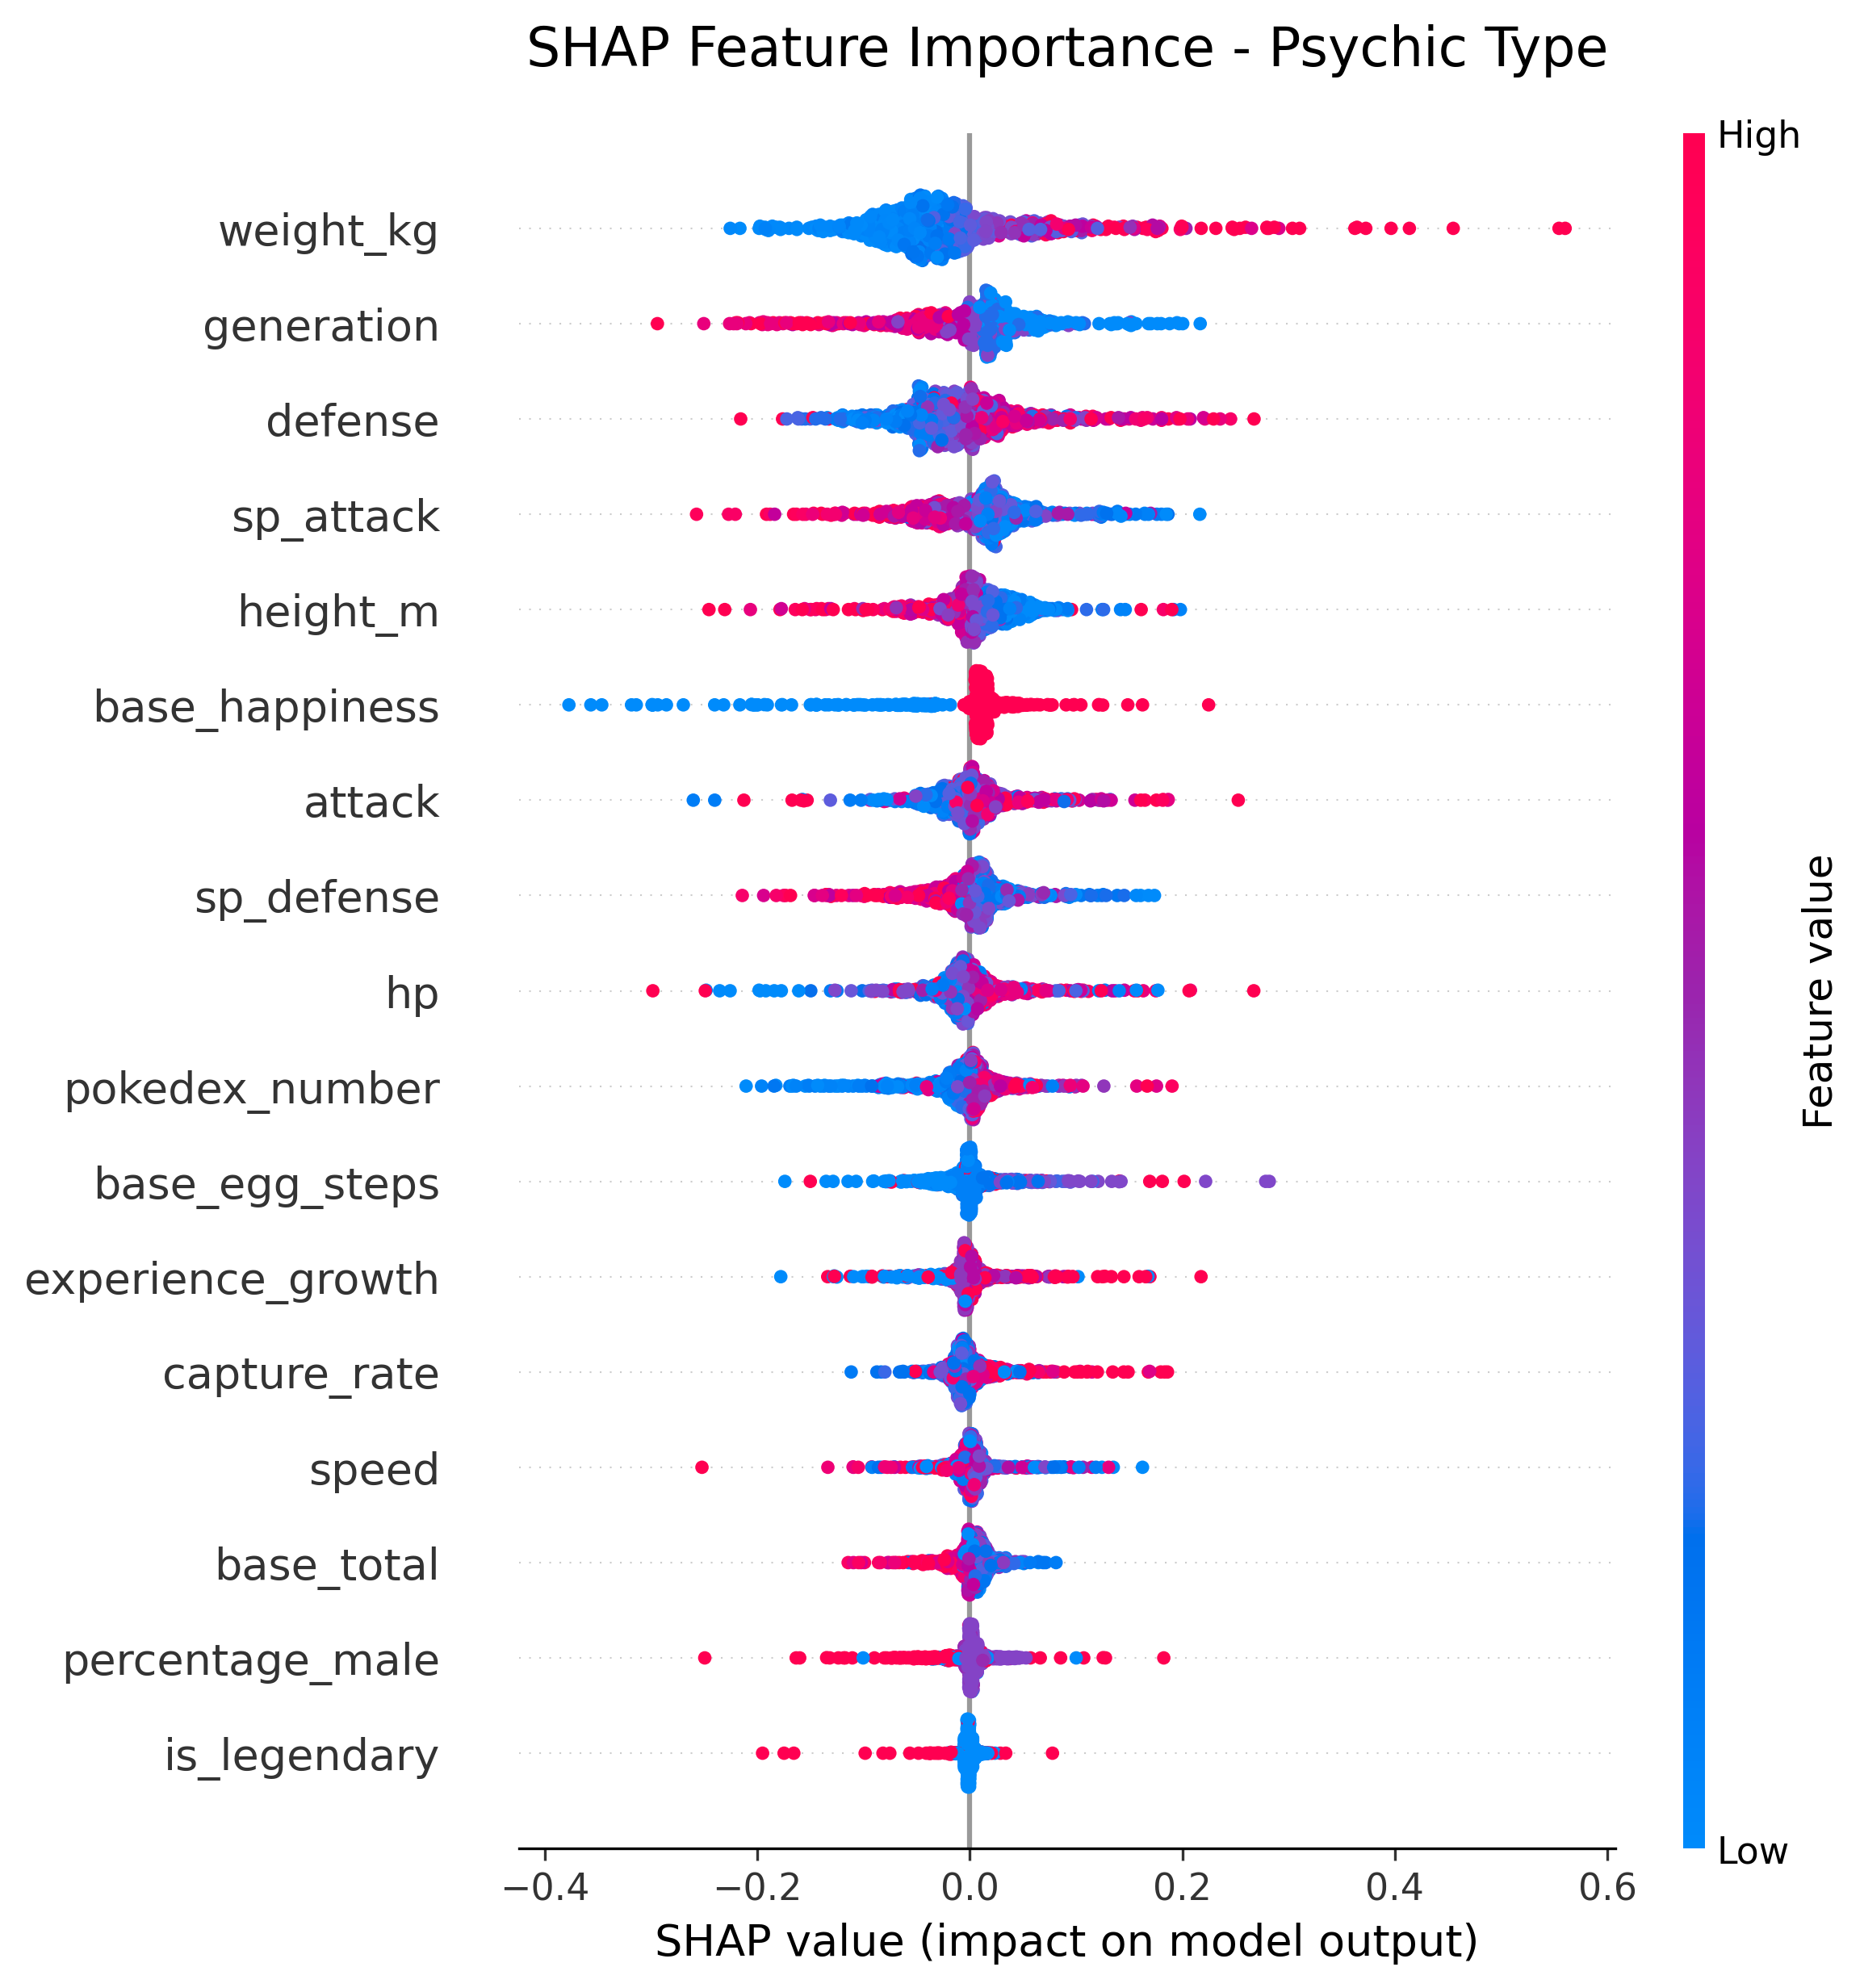 SHAP Feature Importance - Psychic Type
High
weight_kg
generation
defense
sp_attack
height_m
base_happiness
attack
sp_defense
hp
pokedex_number
base_egg_steps
experience_growth
capture_rate
speed
base_total
percentage_male
is_legendary
Feature value
Low
−0.4 −0.2 0.0 0.2 0.4 0.6
SHAP value (impact on model output)